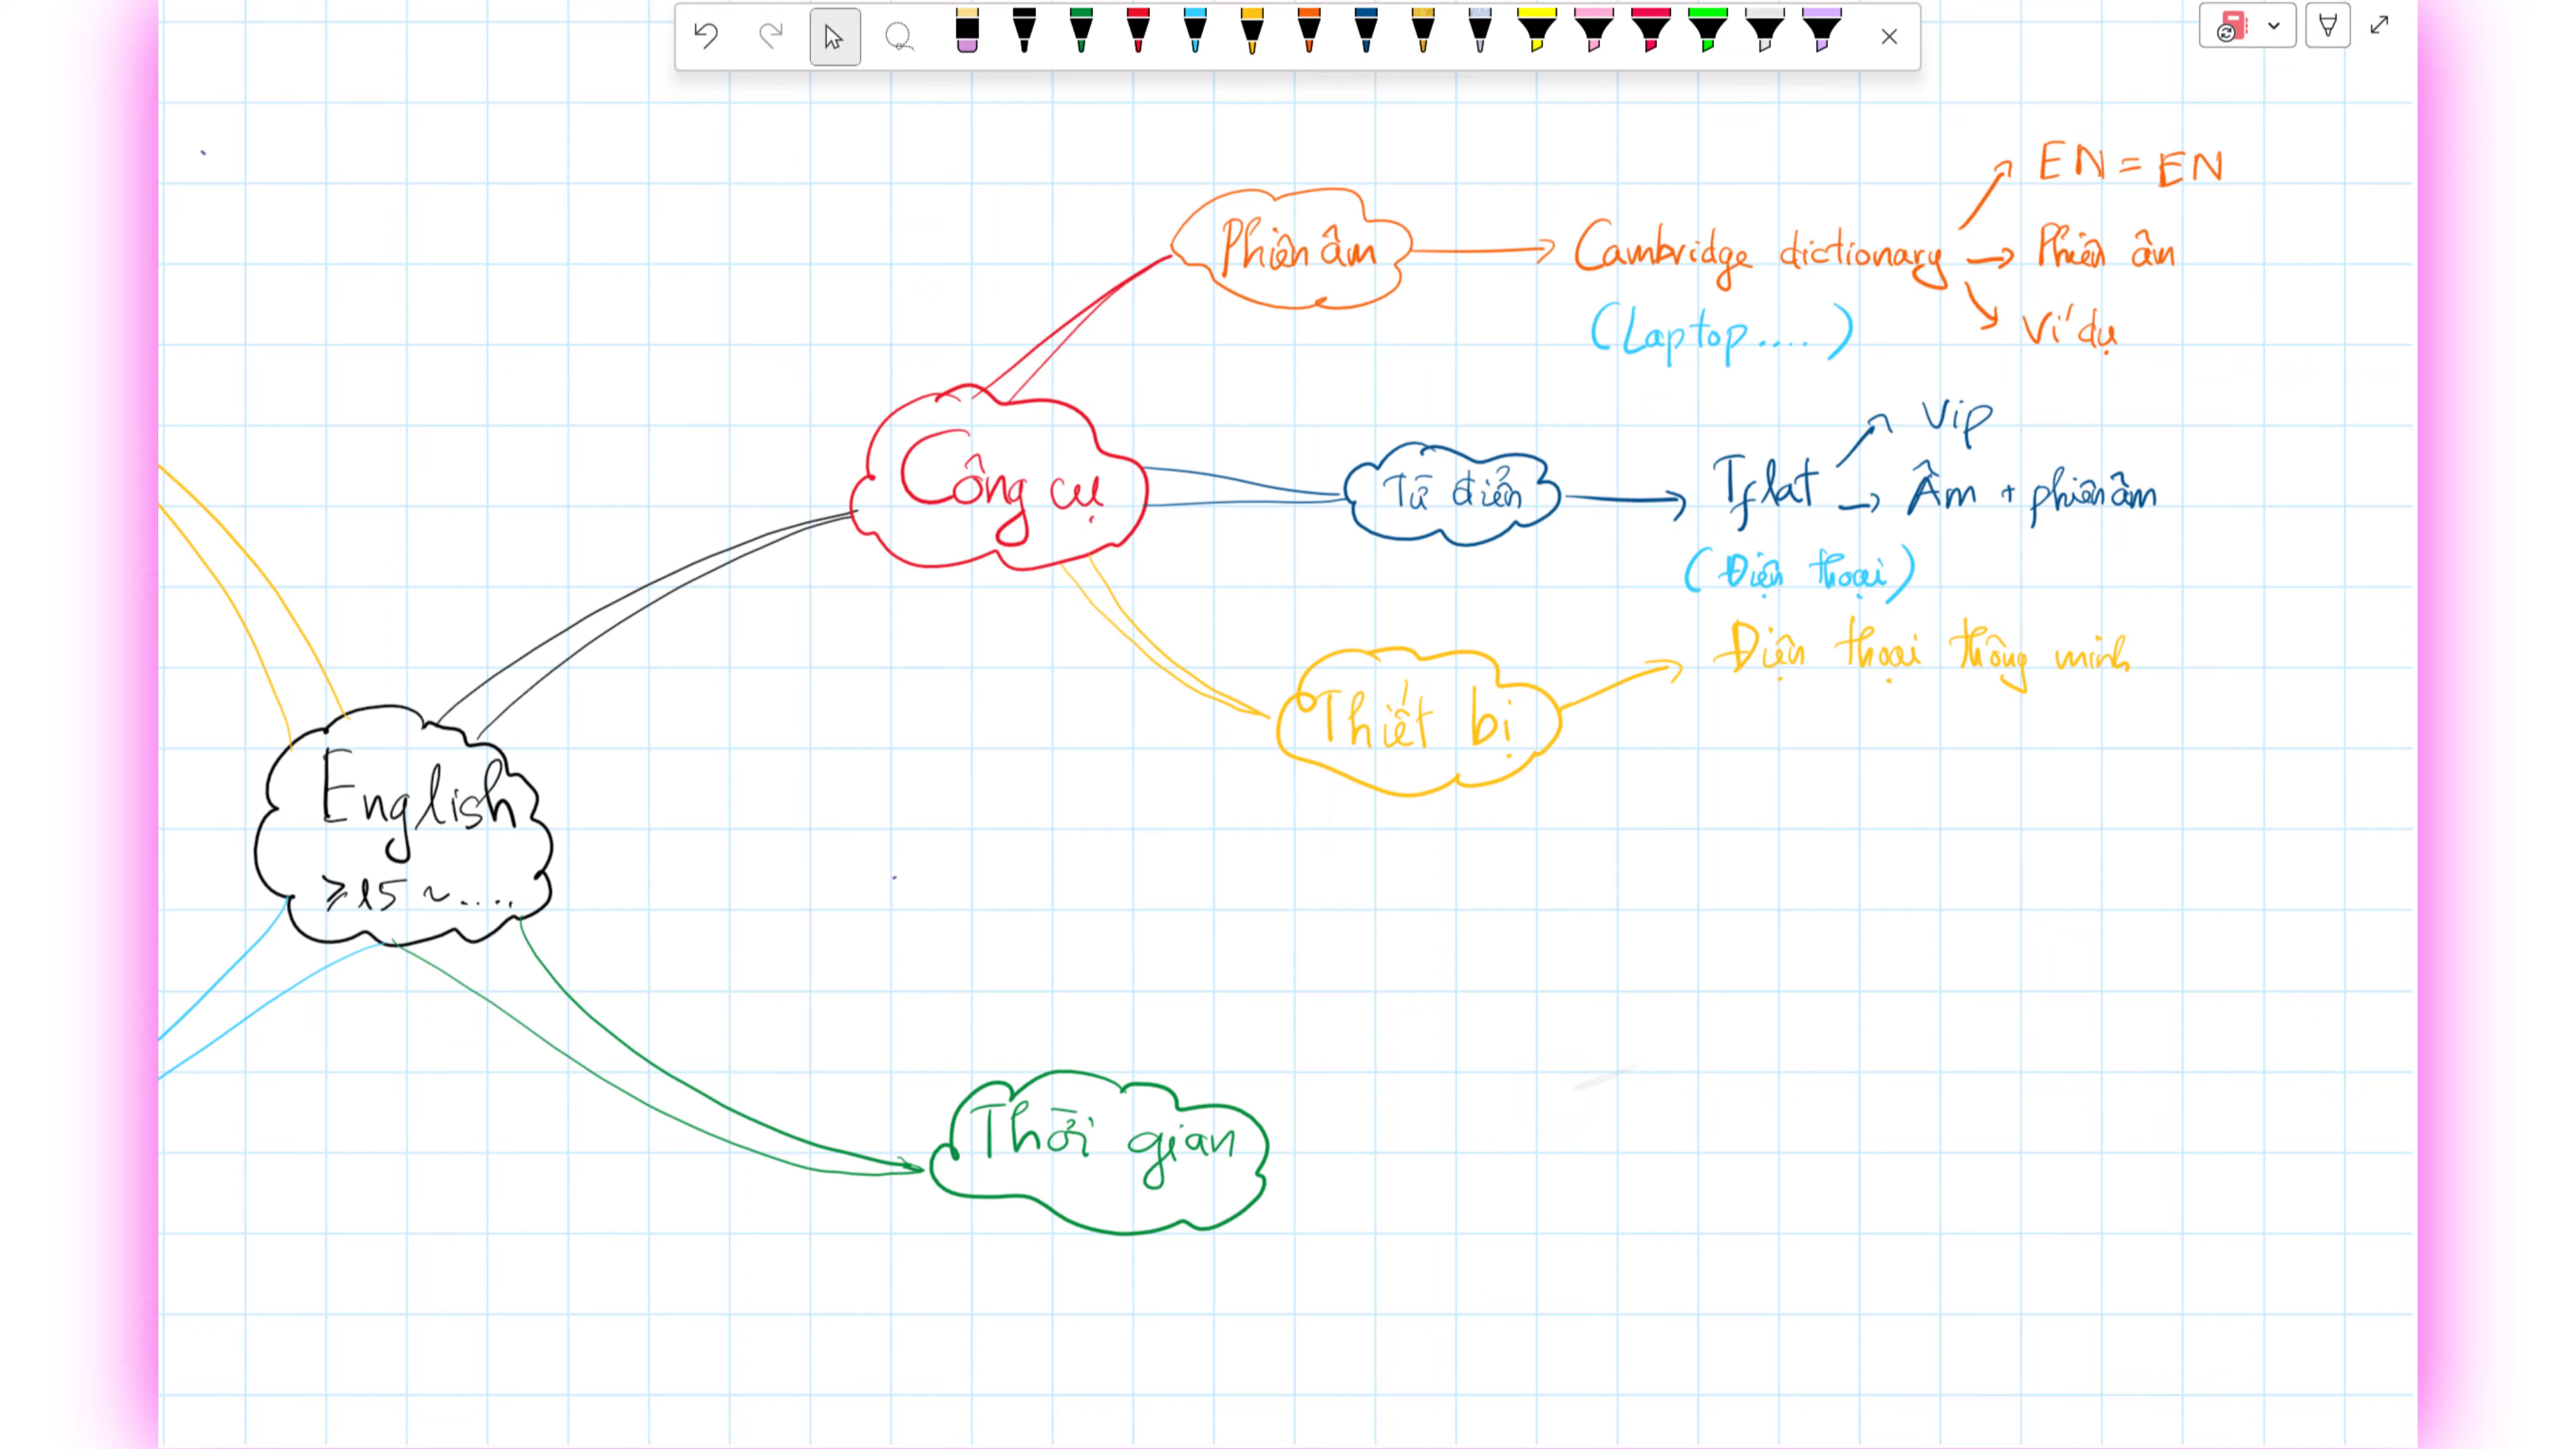 EN = EN
Phiên âm
Cambridge dictionary
Phiên âm
(Laptop....)
Ví dụ
Công cụ
Vip
Từ điển
Tflat
Âm + phiên âm
(Điện thoại)
Thiết bị
Điện thoại thông minh
English
≥15 ~....
Thời gian